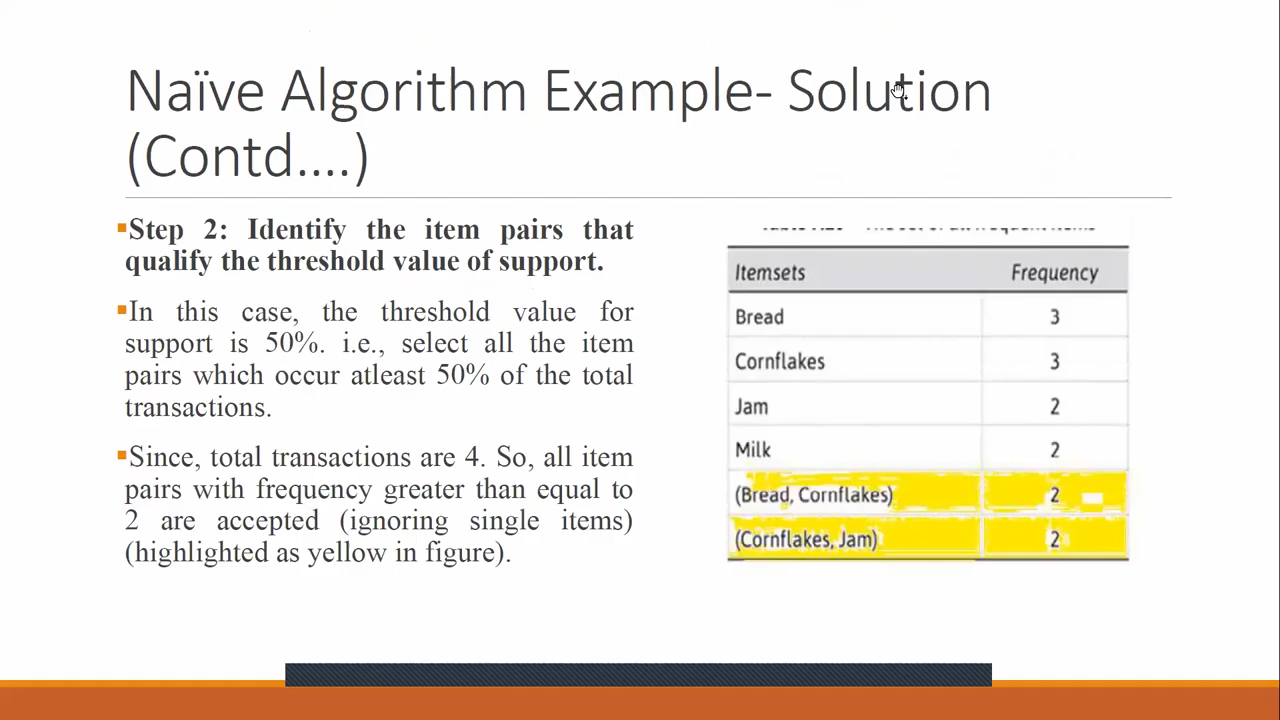 Naïve Algorithm Example- Solution
(Contd....)
▪Step 2: Identify the item pairs that
qualify the threshold value of support.
▪In this case, the threshold value for
support is 50%. i.e., select all the item
pairs which occur atleast 50% of the total
transactions.
▪Since, total transactions are 4. So, all item
pairs with frequency greater than equal to
2 are accepted (ignoring single items)
(highlighted as yellow in figure).
Itemsets Frequency
Bread 3
Cornflakes 3
Jam 2
Milk 2
(Bread, Cornflakes) 2
(Cornflakes, Jam) 2